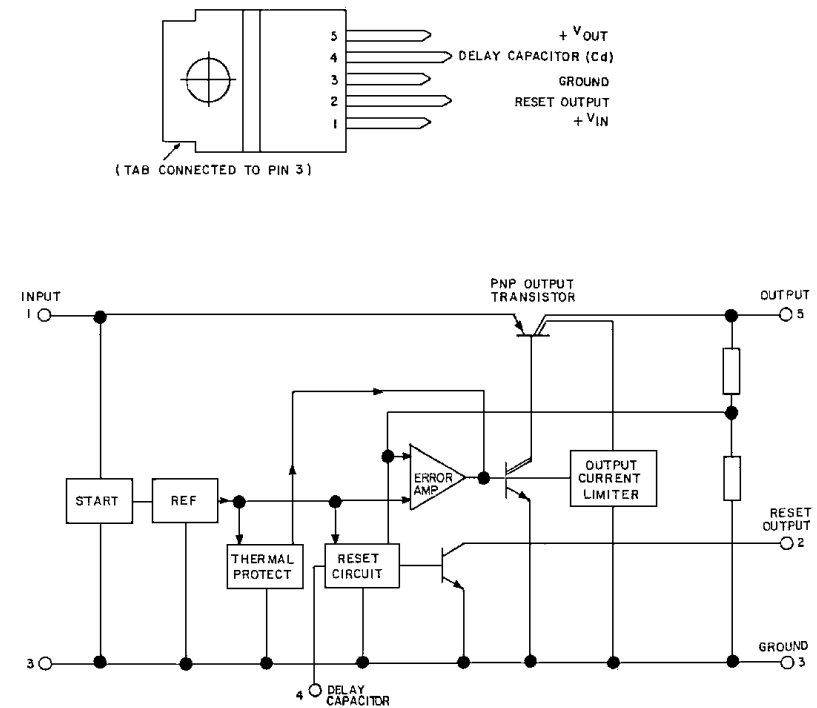 5 + VOUT
4 DELAY CAPACITOR (Cd)
3 GROUND
2 RESET OUTPUT
1 + VIN
(TAB CONNECTED TO PIN 3)
PNP OUTPUT
TRANSISTOR
INPUT
1
OUTPUT
5
START
REF
ERROR
AMP
OUTPUT
CURRENT
LIMITER
RESET
OUTPUT
2
THERMAL
PROTECT
RESET
CIRCUIT
3
GROUND
3
4
DELAY
CAPACITOR